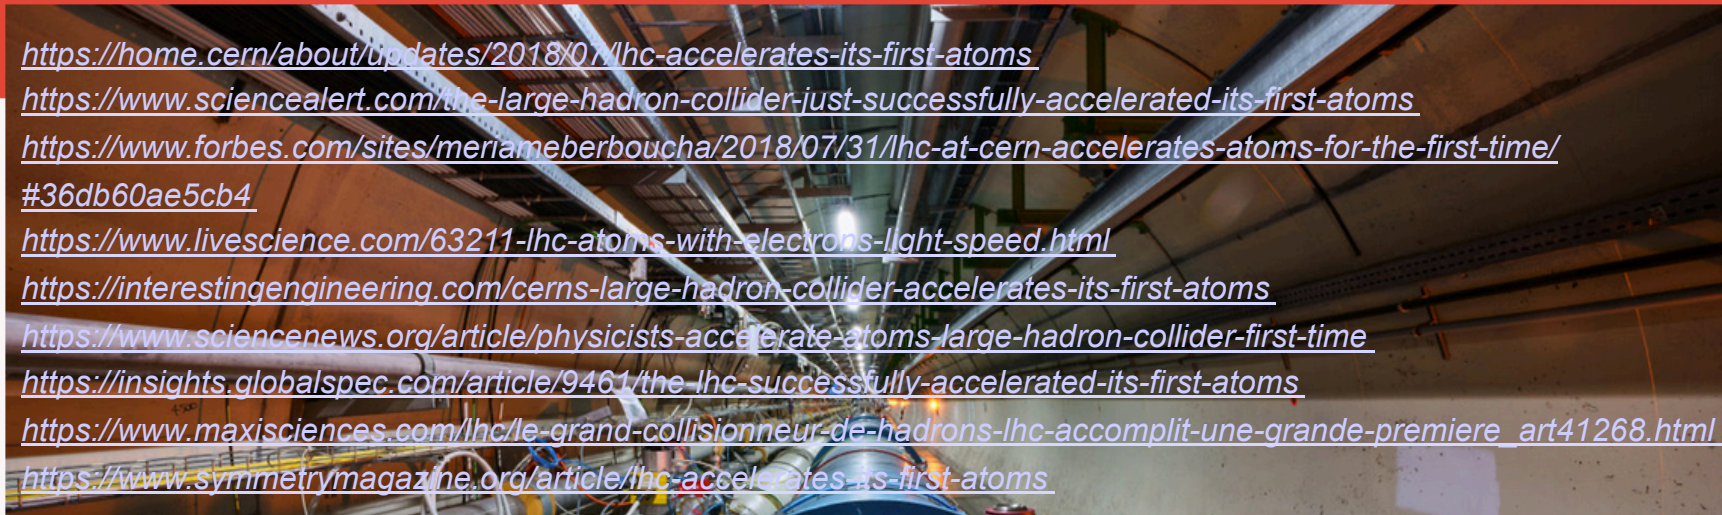 https://home.cern/about/updates/2018/07/lhc-accelerates-its-first-atoms
https://www.sciencealert.com/the-large-hadron-collider-just-successfully-accelerated-its-first-atoms
https://www.forbes.com/sites/meriameberboucha/2018/07/31/lhc-at-cern-accelerates-atoms-for-the-first-time/
#36db60ae5cb4
https://www.livescience.com/63211-lhc-atoms-with-electrons-light-speed.html
https://interestingengineering.com/cerns-large-hadron-collider-accelerates-its-first-atoms
https://www.sciencenews.org/article/physicists-accelerate-atoms-large-hadron-collider-first-time
https://insights.globalspec.com/article/9461/the-lhc-successfully-accelerated-its-first-atoms
https://www.maxisciences.com/lhc/le-grand-collisionneur-de-hadrons-lhc-accomplit-une-grande-premiere_art41268.html
https://www.symmetrymagazine.org/article/lhc-accelerates-its-first-atoms